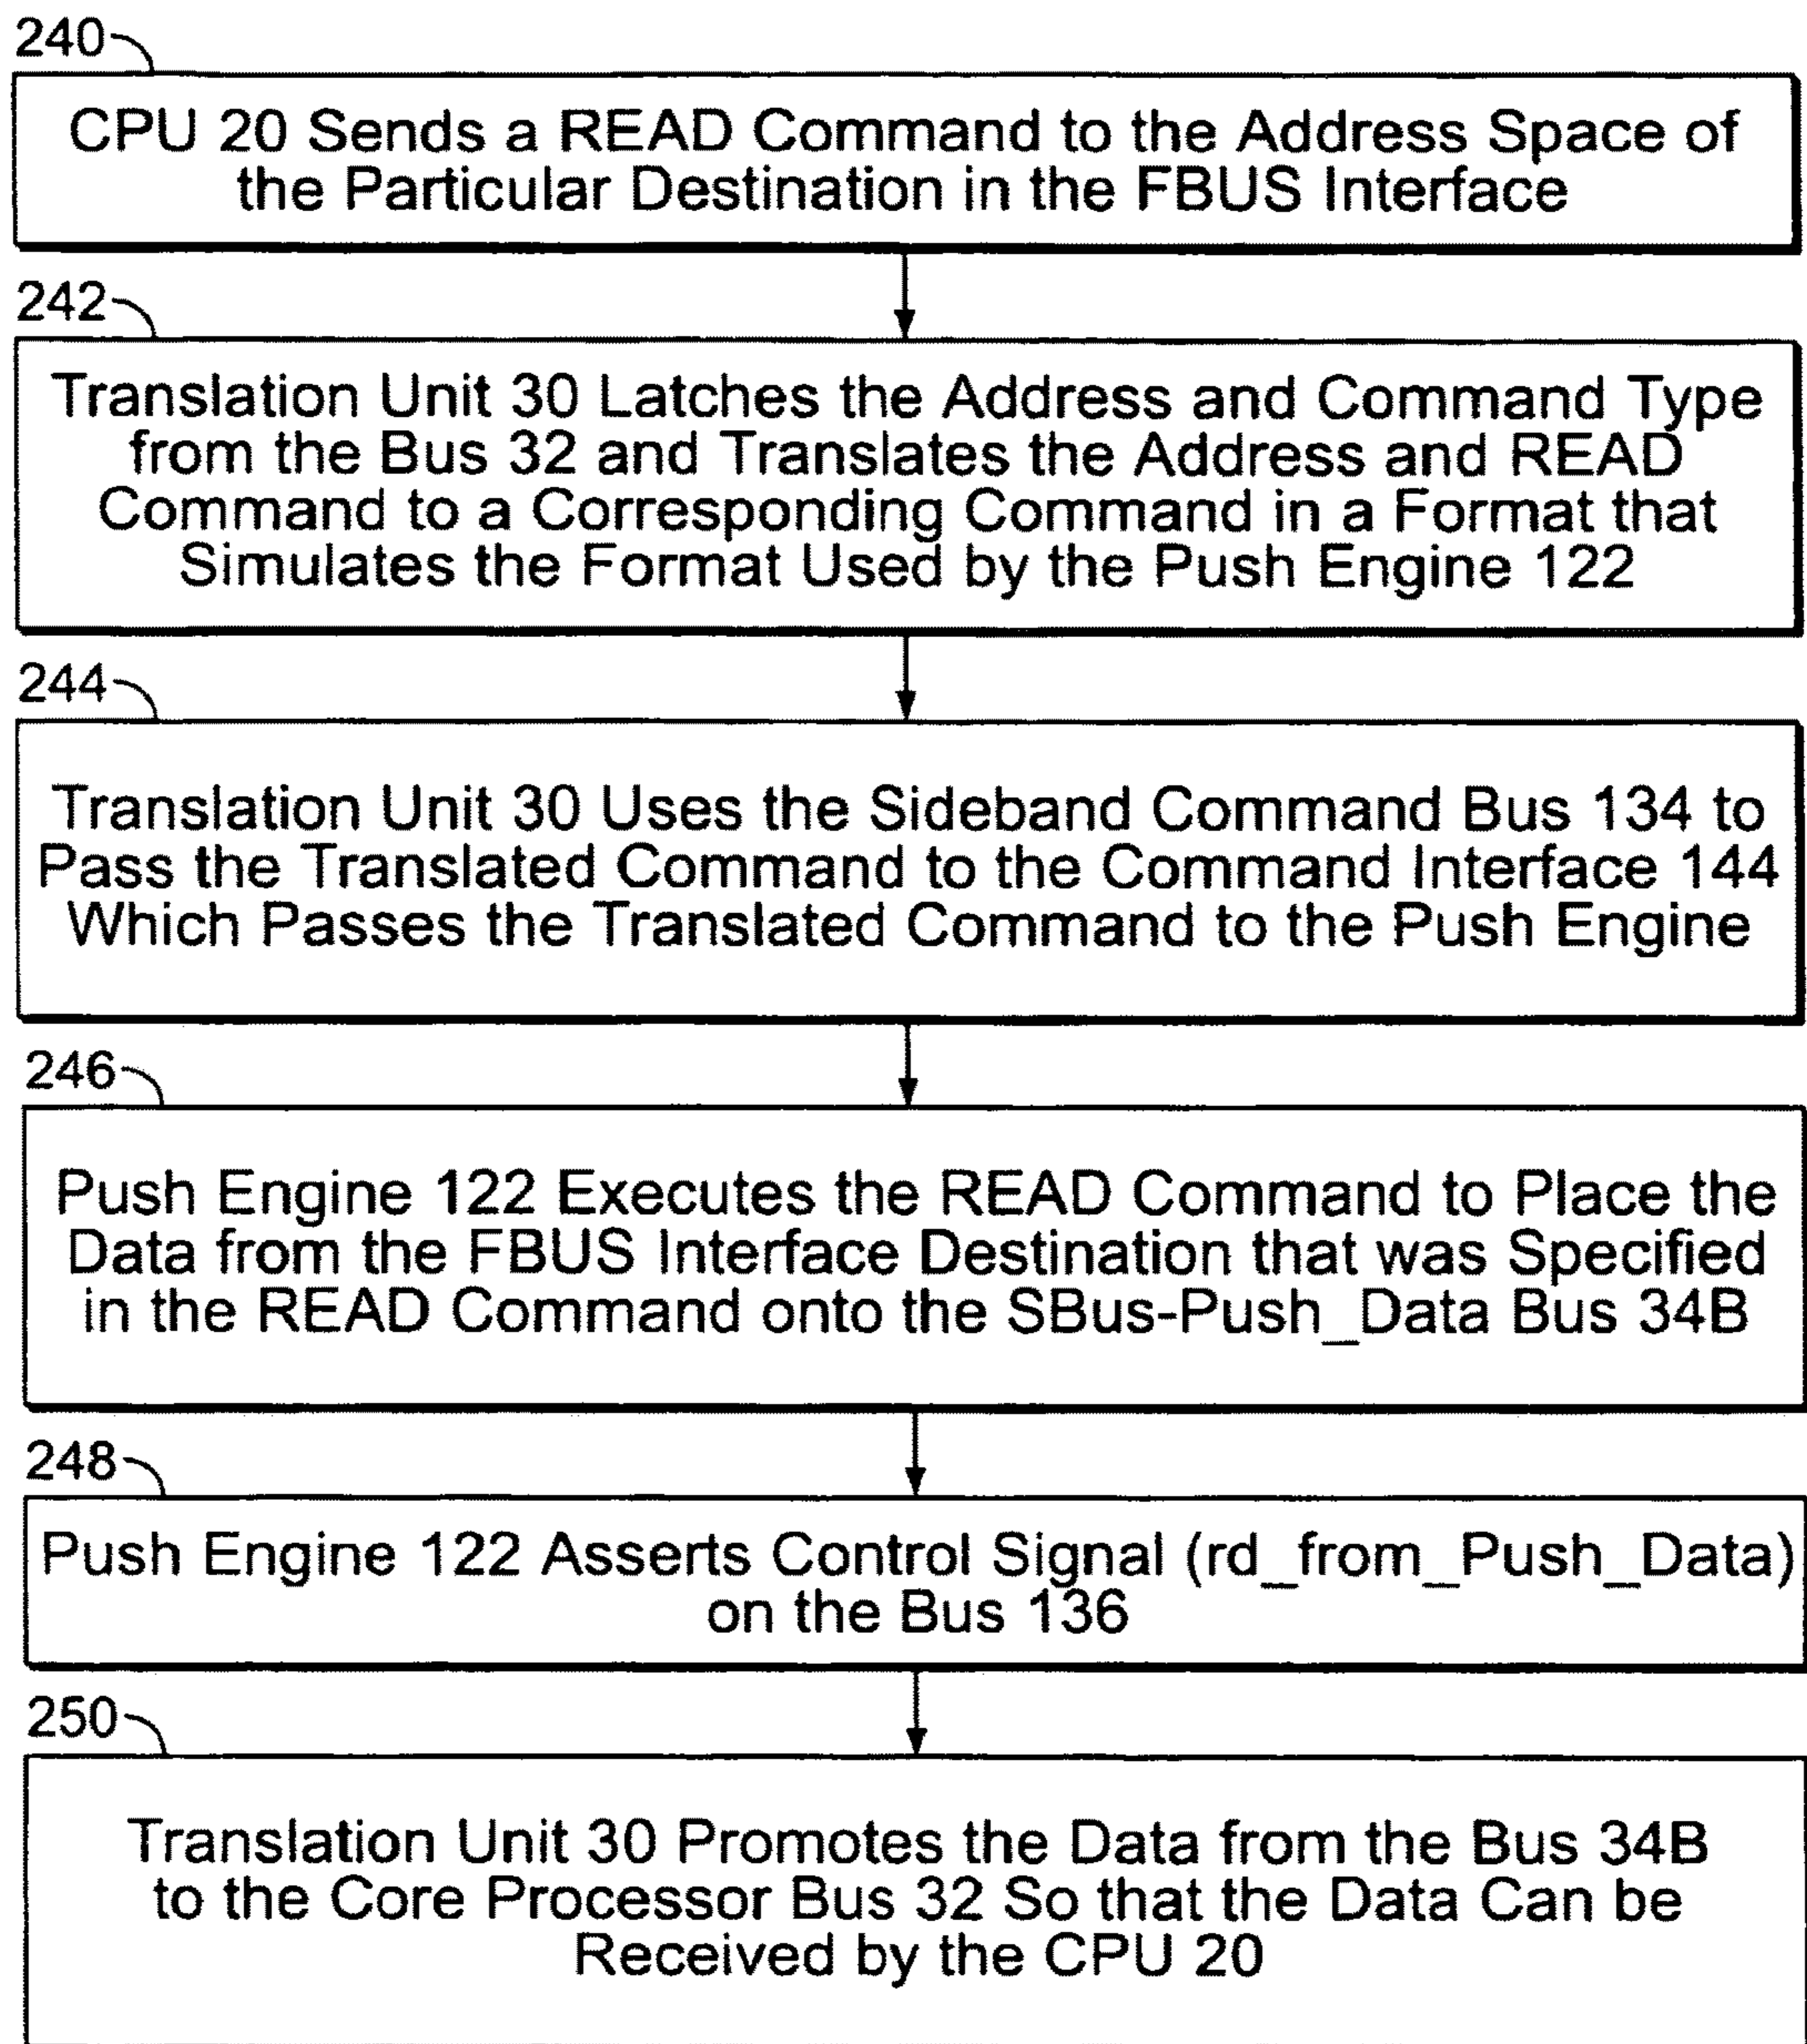 240
CPU 20 Sends a READ Command to the Address Space of
the Particular Destination in the FBUS Interface
242
Translation Unit 30 Latches the Address and Command Type
from the Bus 32 and Translates the Address and READ
Command to a Corresponding Command in a Format that
Simulates the Format Used by the Push Engine 122
244
Translation Unit 30 Uses the Sideband Command Bus 134 to
Pass the Translated Command to the Command Interface 144
Which Passes the Translated Command to the Push Engine
246
Push Engine 122 Executes the READ Command to Place the
Data from the FBUS Interface Destination that was Specified
in the READ Command onto the SBus-Push_Data Bus 34B
248
Push Engine 122 Asserts Control Signal (rd_from_Push_Data)
on the Bus 136
250
Translation Unit 30 Promotes the Data from the Bus 34B
to the Core Processor Bus 32 So that the Data Can be
Received by the CPU 20